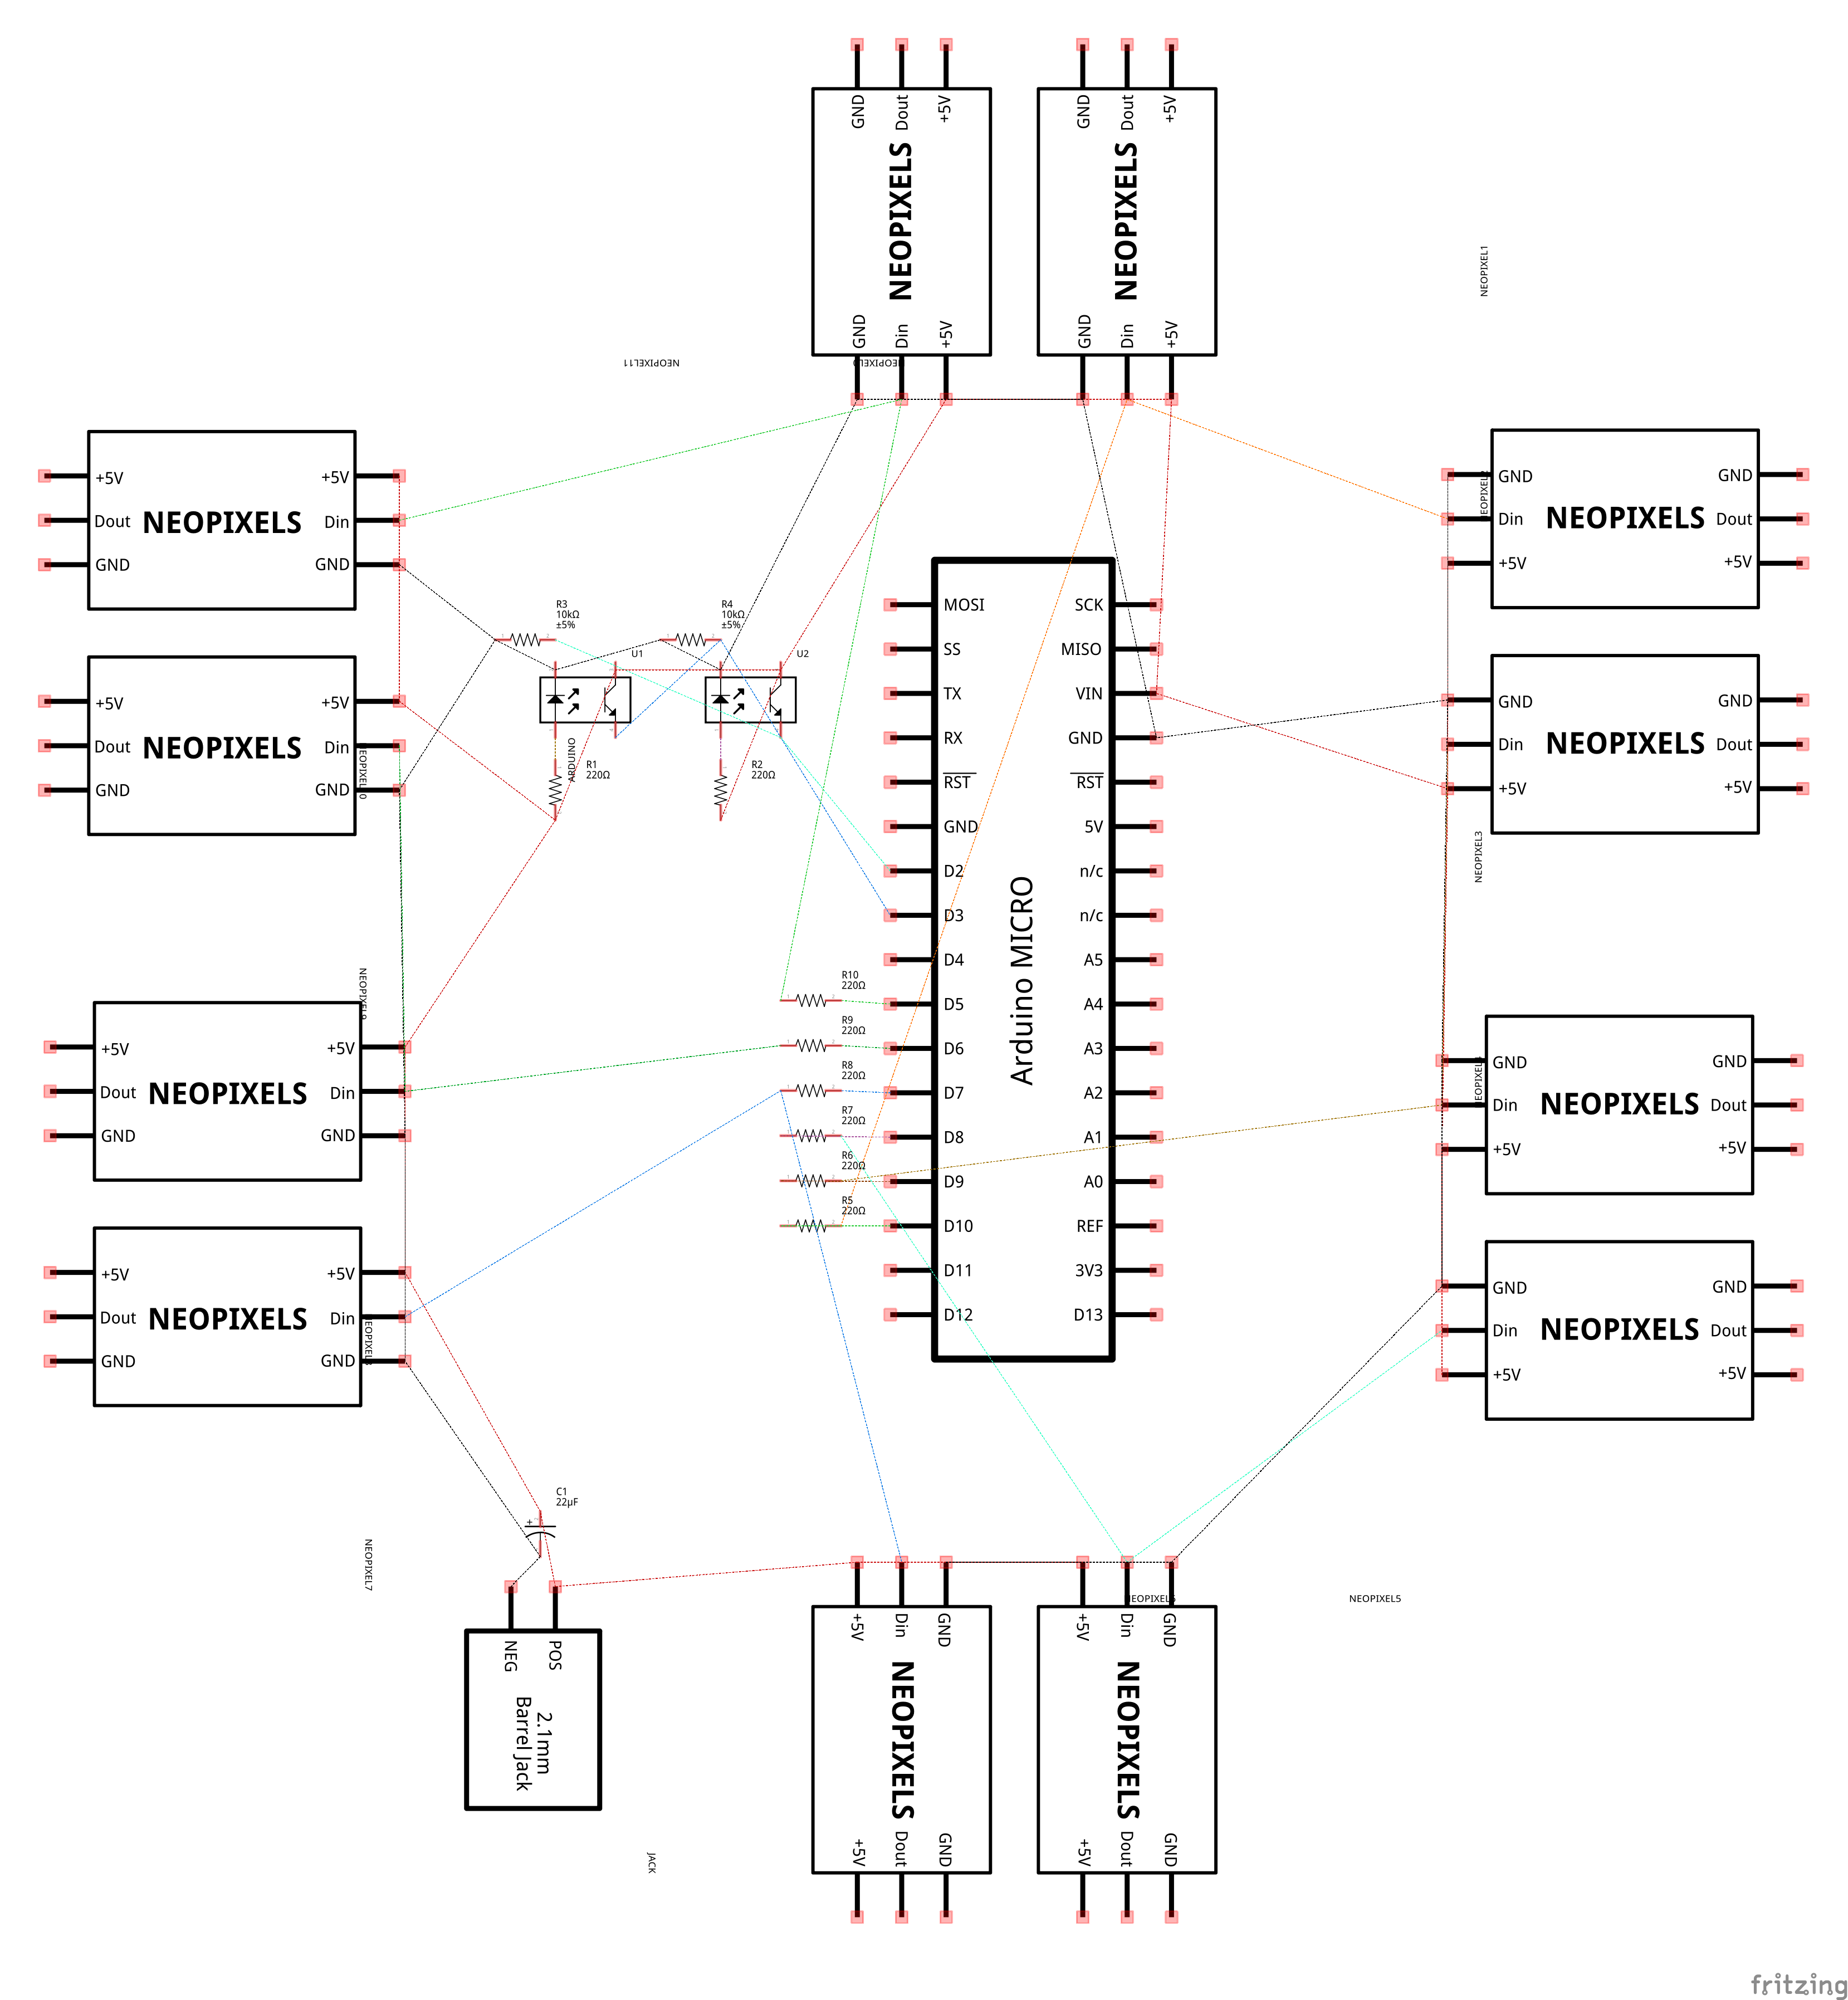 GND Dout +5V
NEOPIXELS
GND Din +5V
GND Dout +5V
NEOPIXELS
GND Din +5V
NEOPIXEL1
NEOPIXEL11
+5V +5V
Dout NEOPIXELS Din
GND GND
GND GND
Din NEOPIXELS Dout
+5V +5V
NEOPIXEL2
+5V +5V
Dout NEOPIXELS Din
GND GND
NEOPIXEL10
GND GND
Din NEOPIXELS Dout
+5V +5V
NEOPIXEL3
R3
10kΩ
±5%
R4
10kΩ
±5%
U1
U2
ARDUINO
R1
220Ω
R2
220Ω
MOSI SCK
SS MISO
TX VIN
RX GND
RST RST
GND 5V
D2 n/c
D3 n/c
D4 A5
D5 A4
D6 A3
D7 A2
D8 A1
D9 A0
D10 REF
D11 3V3
D12 D13
Arduino MICRO
R10
220Ω
R9
220Ω
R8
220Ω
R7
220Ω
R6
220Ω
R5
220Ω
NEOPIXEL9
+5V +5V
Dout NEOPIXELS Din
GND GND
GND GND
Din NEOPIXELS Dout
+5V +5V
+5V +5V
Dout NEOPIXELS Din
GND GND
GND GND
Din NEOPIXELS Dout
+5V +5V
C1
22µF
+
NEOPIXEL7
NEG POS
2.1mm
Barrel Jack
JACK
+5V Din GND
NEOPIXELS
+5V Dout GND
+5V Din GND
NEOPIXELS
+5V Dout GND
NEOPIXEL5
fritzing